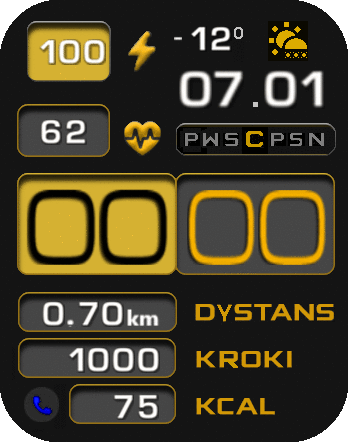 100 -12°
07.01
62 PWSCPSN
00 00
0.70km DYSTANS
1000 KROKI
75 KCAL